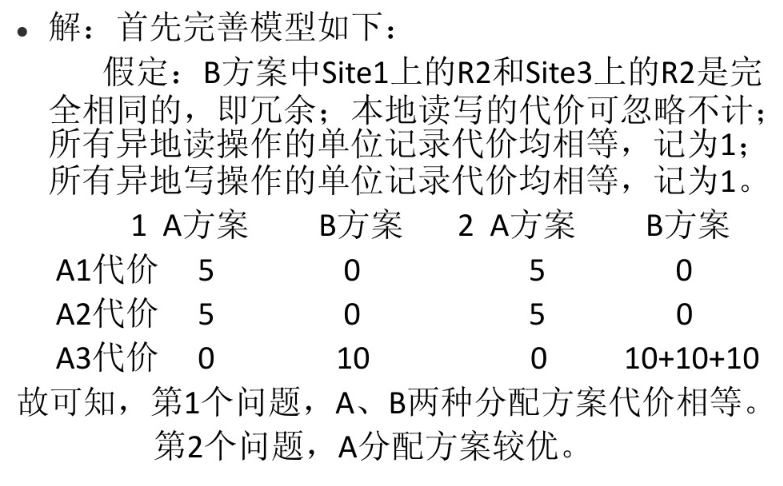 • 解：首先完善模型如下：
假定：B方案中Site1上的R2和Site3上的R2是完
全相同的，即冗余；本地读写的代价可忽略不计；
所有异地读操作的单位记录代价均相等，记为1；
所有异地写操作的单位记录代价均相等，记为1。
1 A方案 B方案 2 A方案 B方案
A1代价 5 0 5 0
A2代价 5 0 5 0
A3代价 0 10 0 10+10+10
故可知，第1个问题，A、B两种分配方案代价相等。
第2个问题，A分配方案较优。